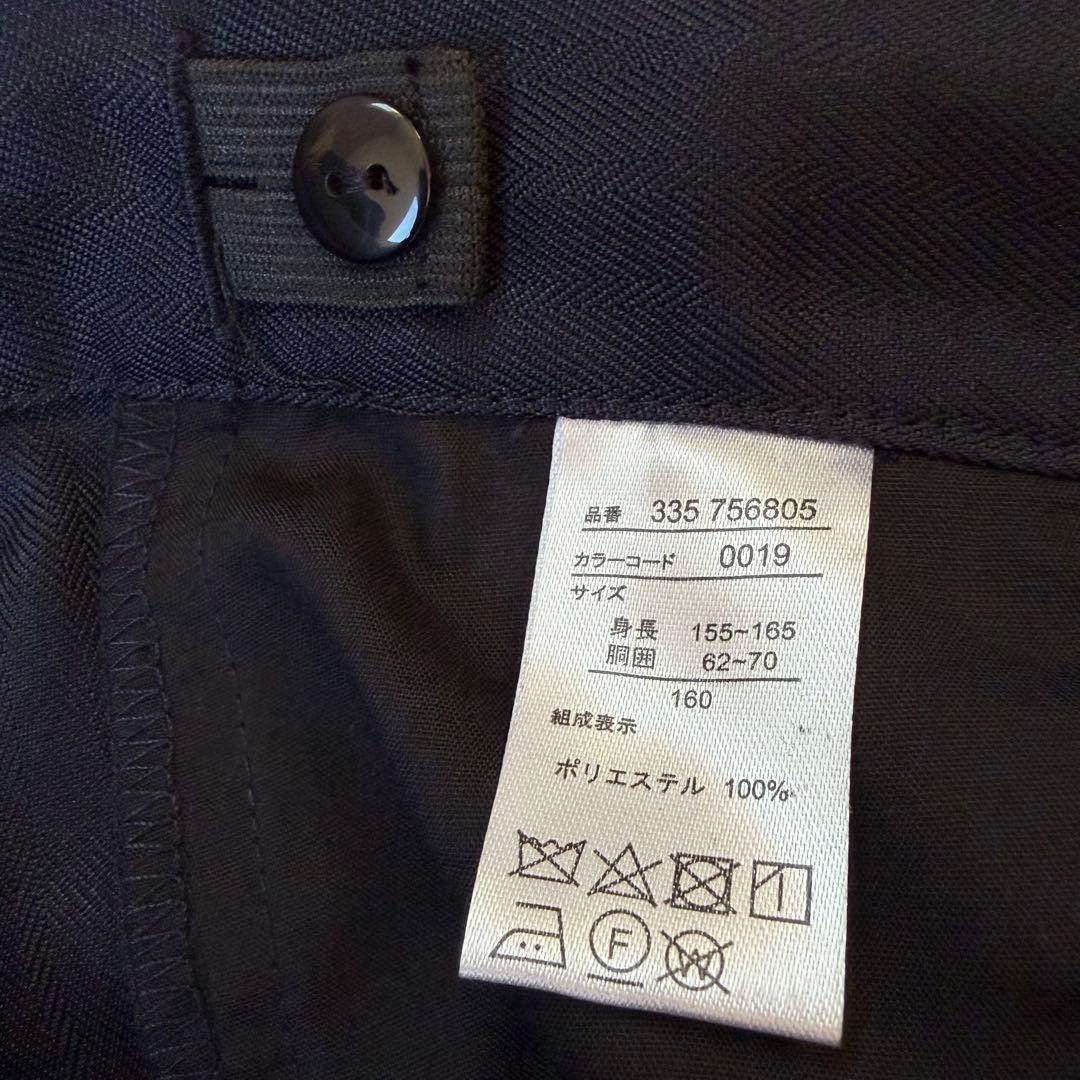 品番 335 756805
カラーコード 0019
サイズ
身長 155~165
胴囲 62~70
160
組成表示
ポリエステル 100%
F
W